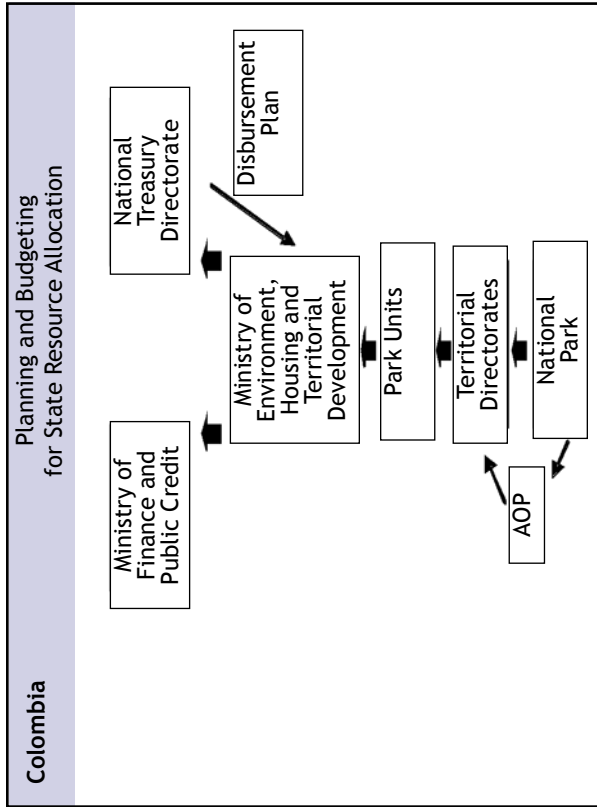 Colombia
Planning and Budgeting
for State Resource Allocation
Ministry of
Finance and
Public Credit
National
Treasury
Directorate
Disbursement
Plan
Ministry of
Environment,
Housing and
Territorial
Development
Park Units
Territorial
Directorates
AOP
National
Park